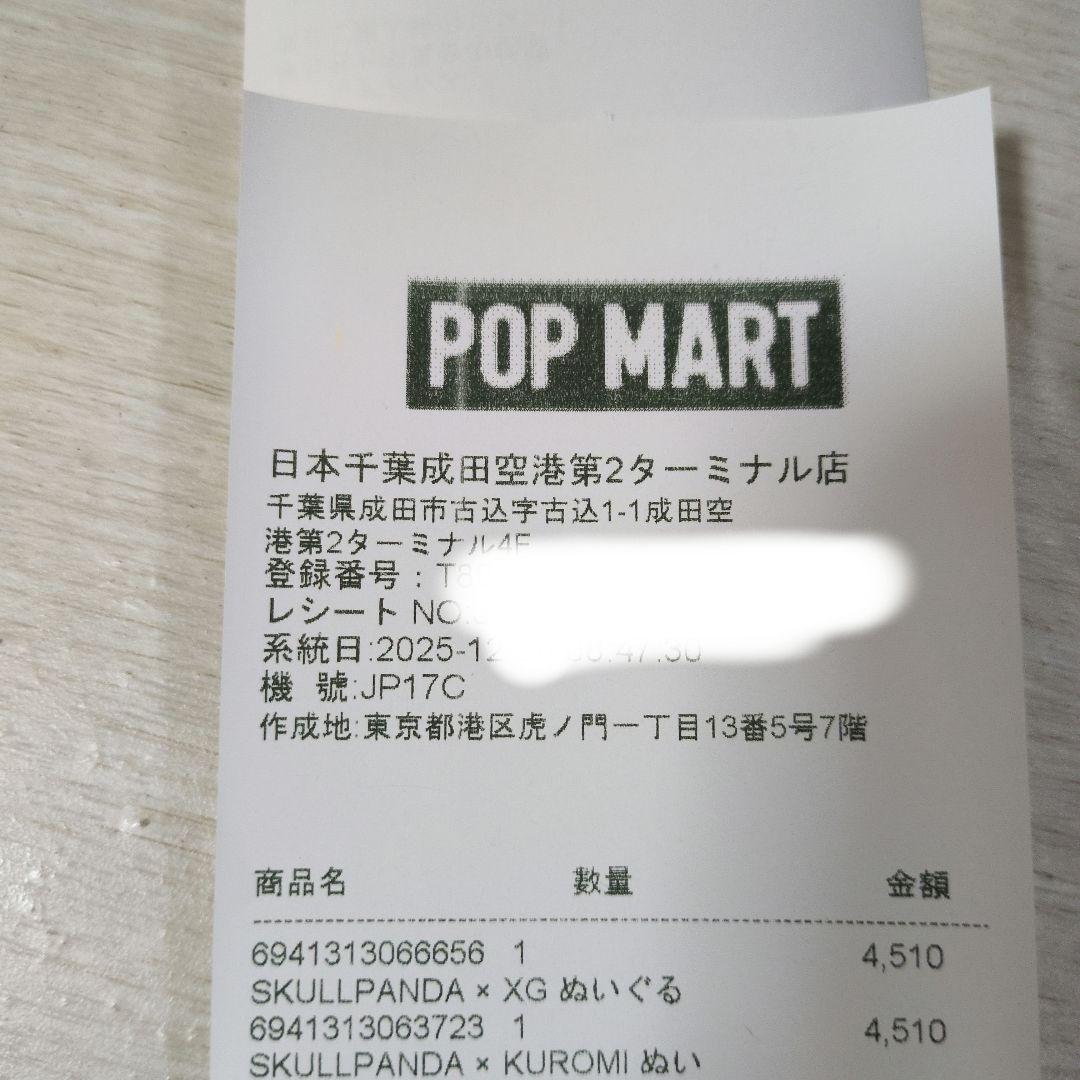 POP MART
日本千葉成田空港第2ターミナル店
千葉県成田市古込字古込1-1成田空
港第2ターミナル4F
登録番号：
レシート NO.
系統日:2025-12
機 號:JP17C
作成地:東京都港区虎ノ門一丁目13番5号7階
商品名 數量 金額
6941313066656 1 4,510
SKULLPANDA × XG ぬいぐる
6941313063723 1 4,510
SKULLPANDA × KUROMI ぬい